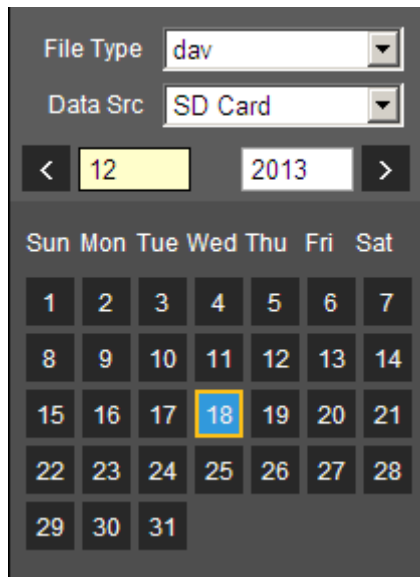 File Type dav
Data Src SD Card
< 12 2013 >
Sun Mon Tue Wed Thu Fri Sat
1 2 3 4 5 6 7
8 9 10 11 12 13 14
15 16 17 18 19 20 21
22 23 24 25 26 27 28
29 30 31